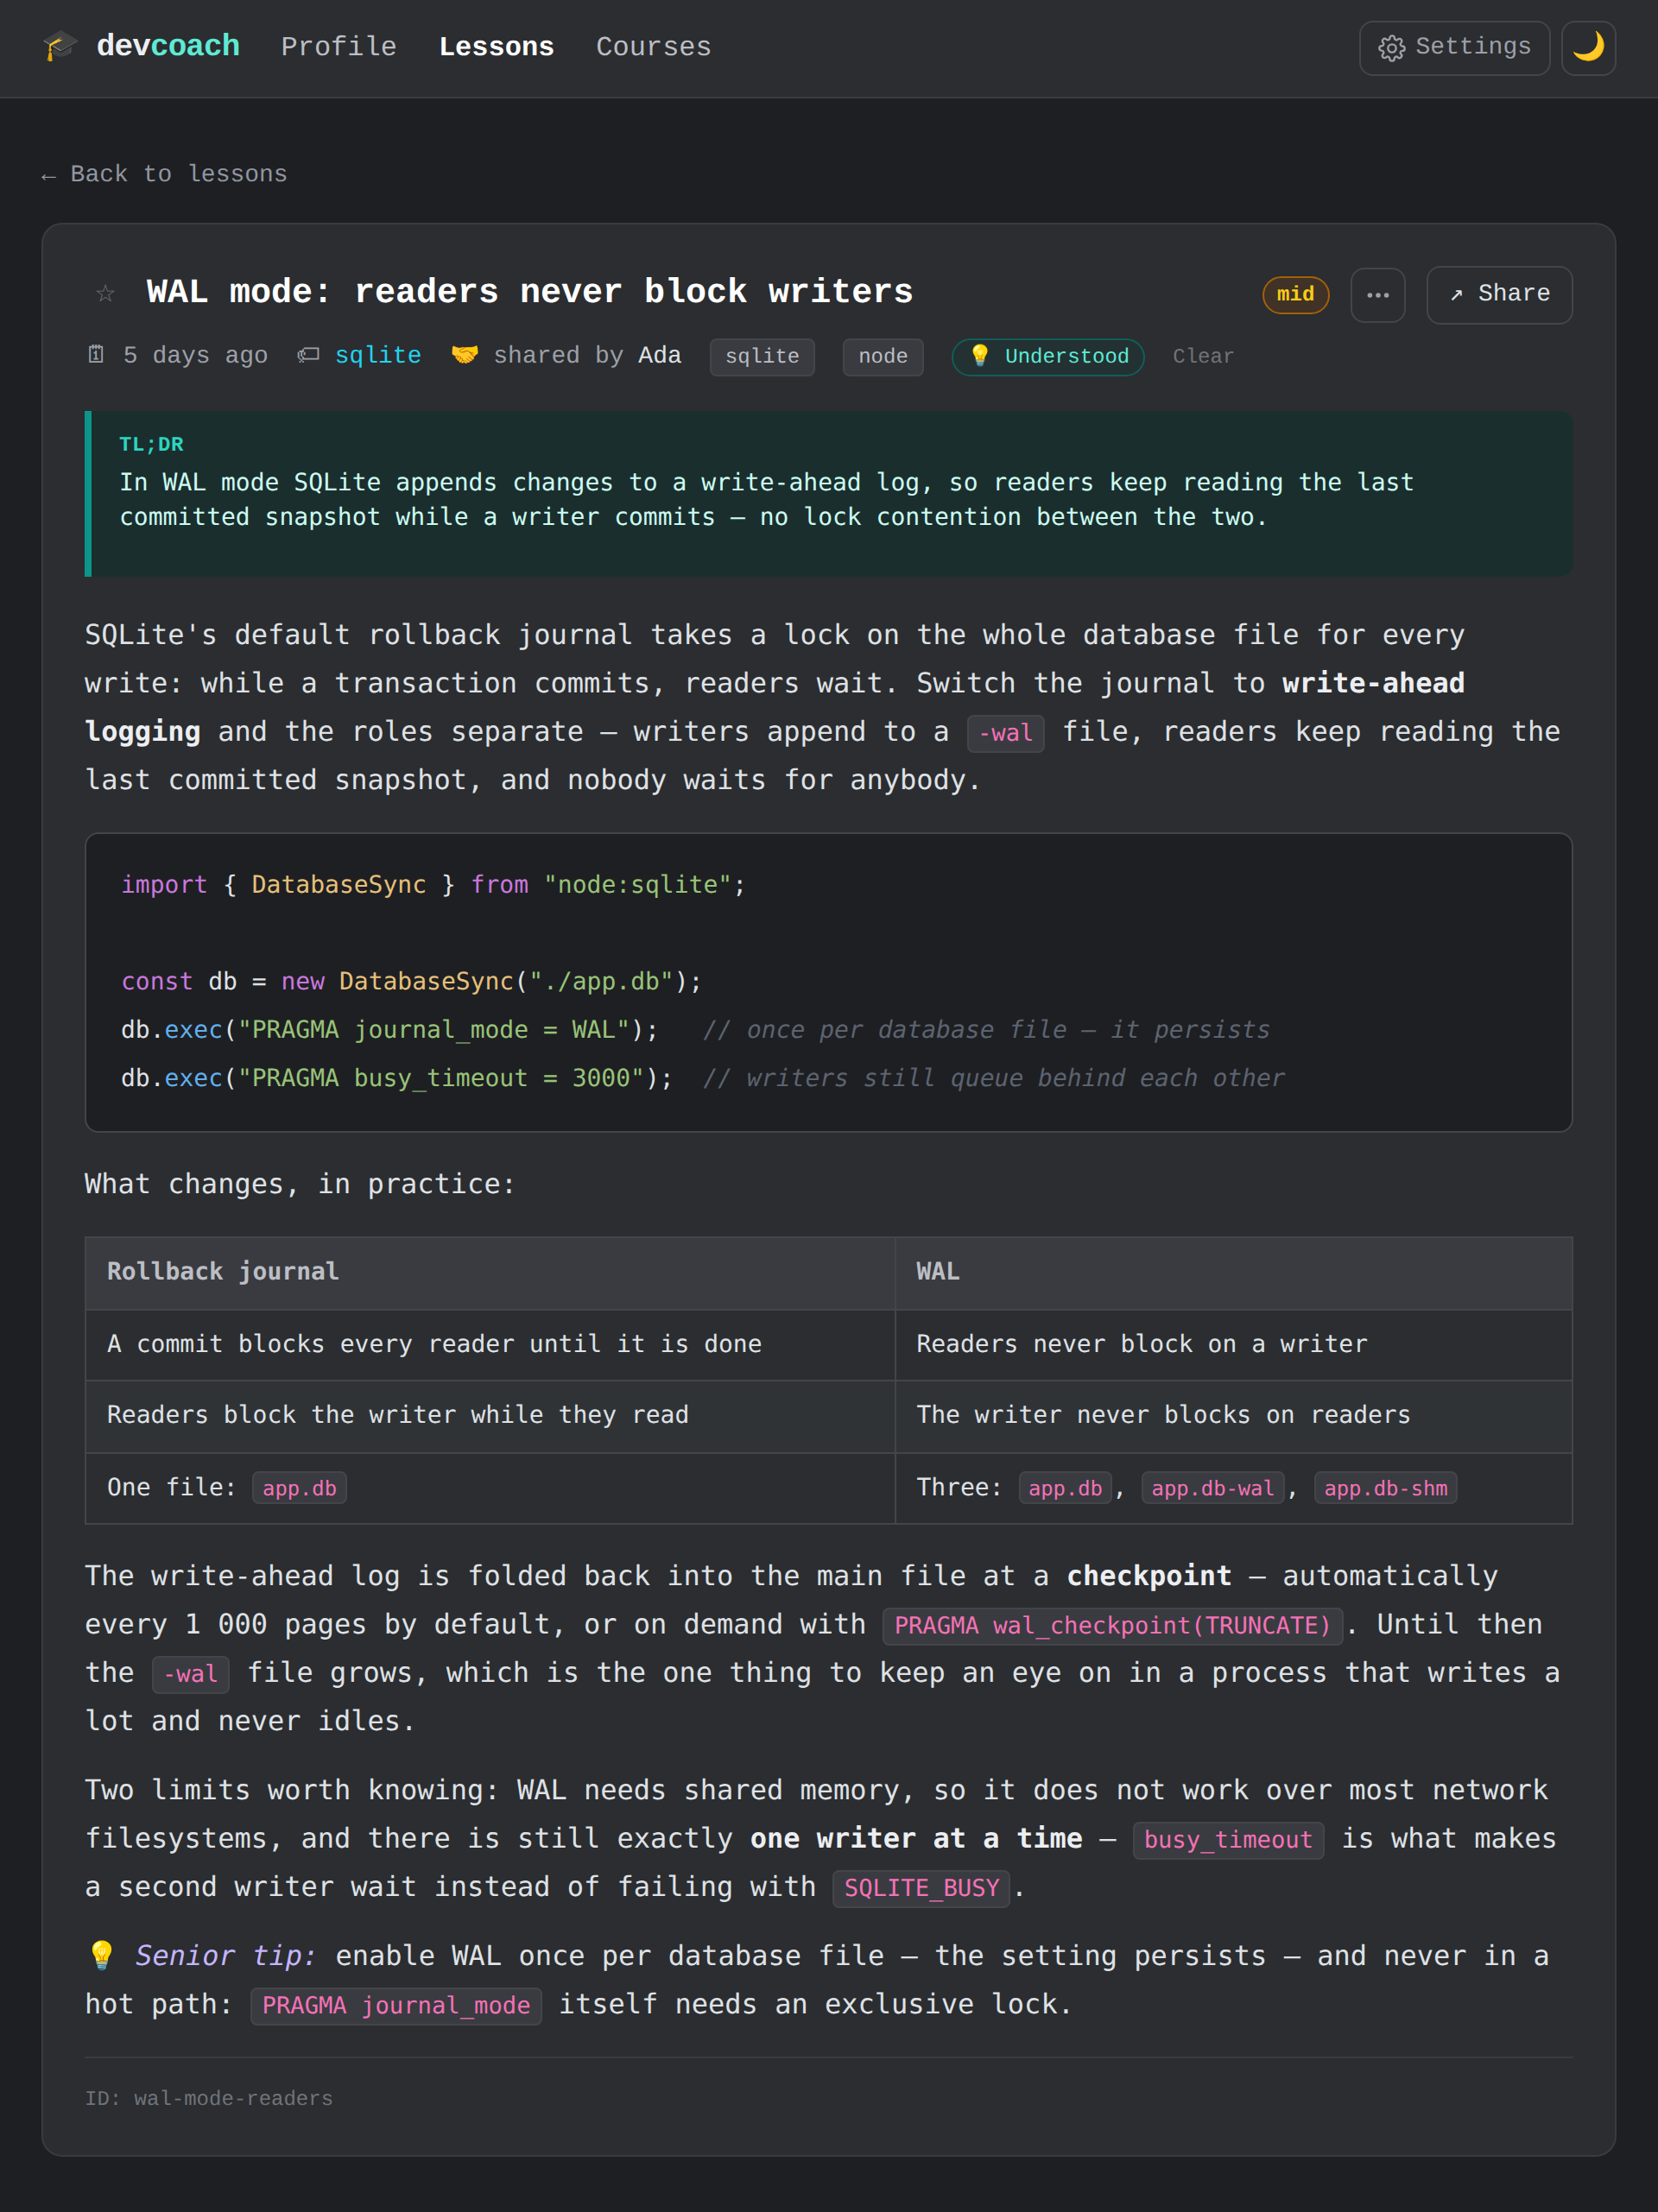 devcoach Profile Lessons Courses Settings
← Back to lessons
☆ WAL mode: readers never block writers mid ••• ↗ Share
5 days ago sqlite shared by Ada sqlite node Understood Clear
TL;DR
In WAL mode SQLite appends changes to a write-ahead log, so readers keep reading the last
committed snapshot while a writer commits — no lock contention between the two.
SQLite's default rollback journal takes a lock on the whole database file for every
write: while a transaction commits, readers wait. Switch the journal to write-ahead
logging and the roles separate — writers append to a -wal file, readers keep reading the
last committed snapshot, and nobody waits for anybody.
import { DatabaseSync } from "node:sqlite";
const db = new DatabaseSync("./app.db");
db.exec("PRAGMA journal_mode = WAL");   // once per database file — it persists
db.exec("PRAGMA busy_timeout = 3000");  // writers still queue behind each other
What changes, in practice:
Rollback journal WAL
A commit blocks every reader until it is done Readers never block on a writer
Readers block the writer while they read The writer never blocks on readers
One file: app.db Three: app.db, app.db-wal, app.db-shm
The write-ahead log is folded back into the main file at a checkpoint — automatically
every 1 000 pages by default, or on demand with PRAGMA wal_checkpoint(TRUNCATE). Until then
the -wal file grows, which is the one thing to keep an eye on in a process that writes a
lot and never idles.
Two limits worth knowing: WAL needs shared memory, so it does not work over most network
filesystems, and there is still exactly one writer at a time — busy_timeout is what makes
a second writer wait instead of failing with SQLITE_BUSY.
💡 Senior tip: enable WAL once per database file — the setting persists — and never in a
hot path: PRAGMA journal_mode itself needs an exclusive lock.
ID: wal-mode-readers